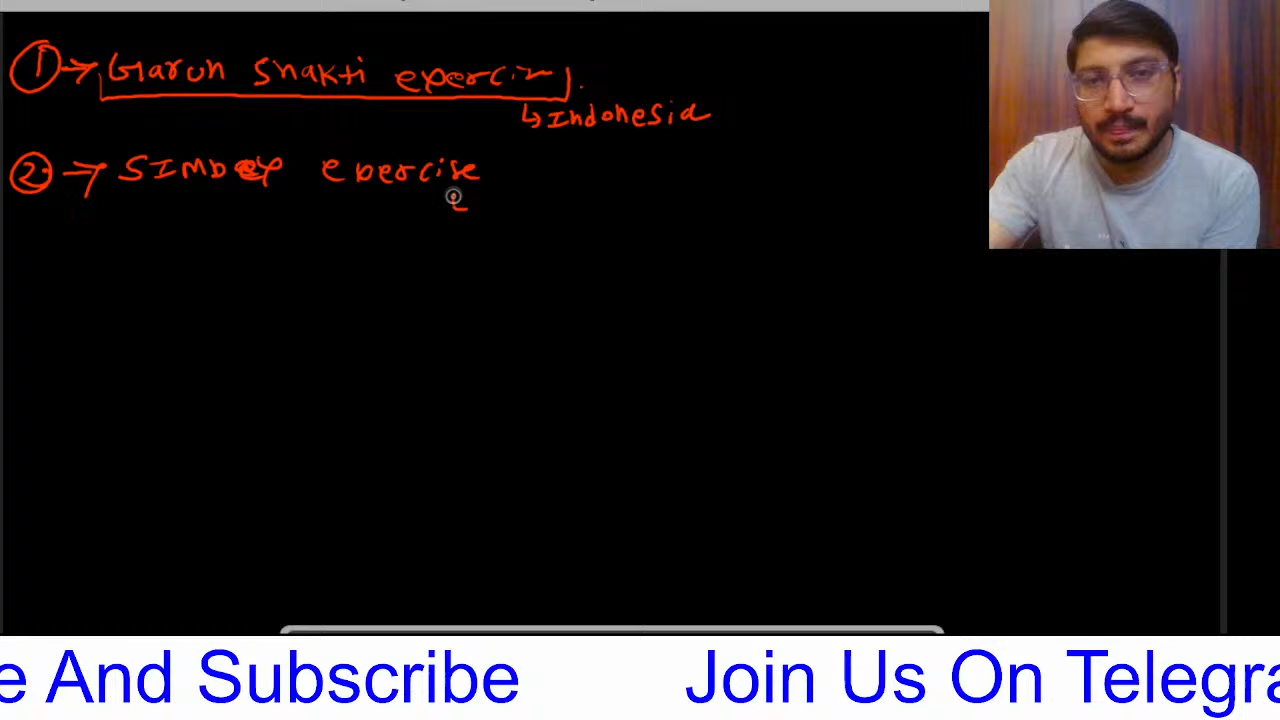 ① → Garun Shakti exercise
↳ Indonesia
② → SIMBEX exercise
e And Subscribe Join Us On Telegra